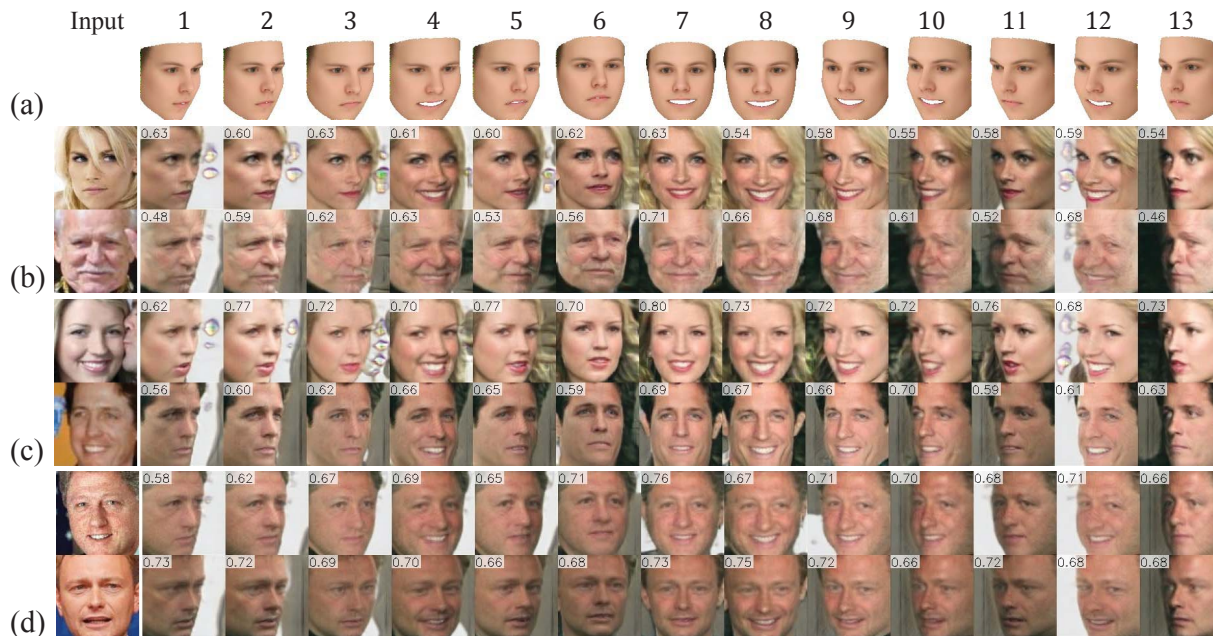 Input 1 2 3 4 5 6 7 8 9 10 11 12 13
(a)
0.63 0.60 0.63 0.61 0.60 0.62 0.63 0.54 0.58 0.55 0.58 0.59 0.54
0.48 0.59 0.62 0.63 0.53 0.56 0.71 0.66 0.68 0.61 0.52 0.68 0.46
(b)
0.62 0.77 0.72 0.70 0.77 0.70 0.80 0.73 0.72 0.72 0.76 0.68 0.73
0.56 0.60 0.62 0.66 0.65 0.59 0.69 0.67 0.66 0.70 0.59 0.61 0.63
(c)
0.58 0.62 0.67 0.69 0.65 0.71 0.76 0.67 0.71 0.70 0.68 0.71 0.66
0.73 0.72 0.69 0.70 0.66 0.68 0.73 0.75 0.72 0.66 0.72 0.68 0.68
(d)